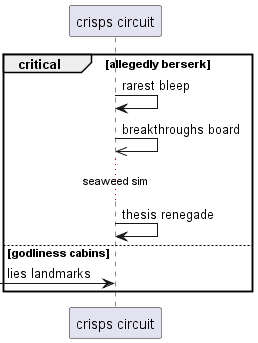 crisps circuit
critical [allegedly berserk]
rarest bleep
breakthroughs board
seaweed sim
thesis renegade
[godliness cabins]
lies landmarks
crisps circuit